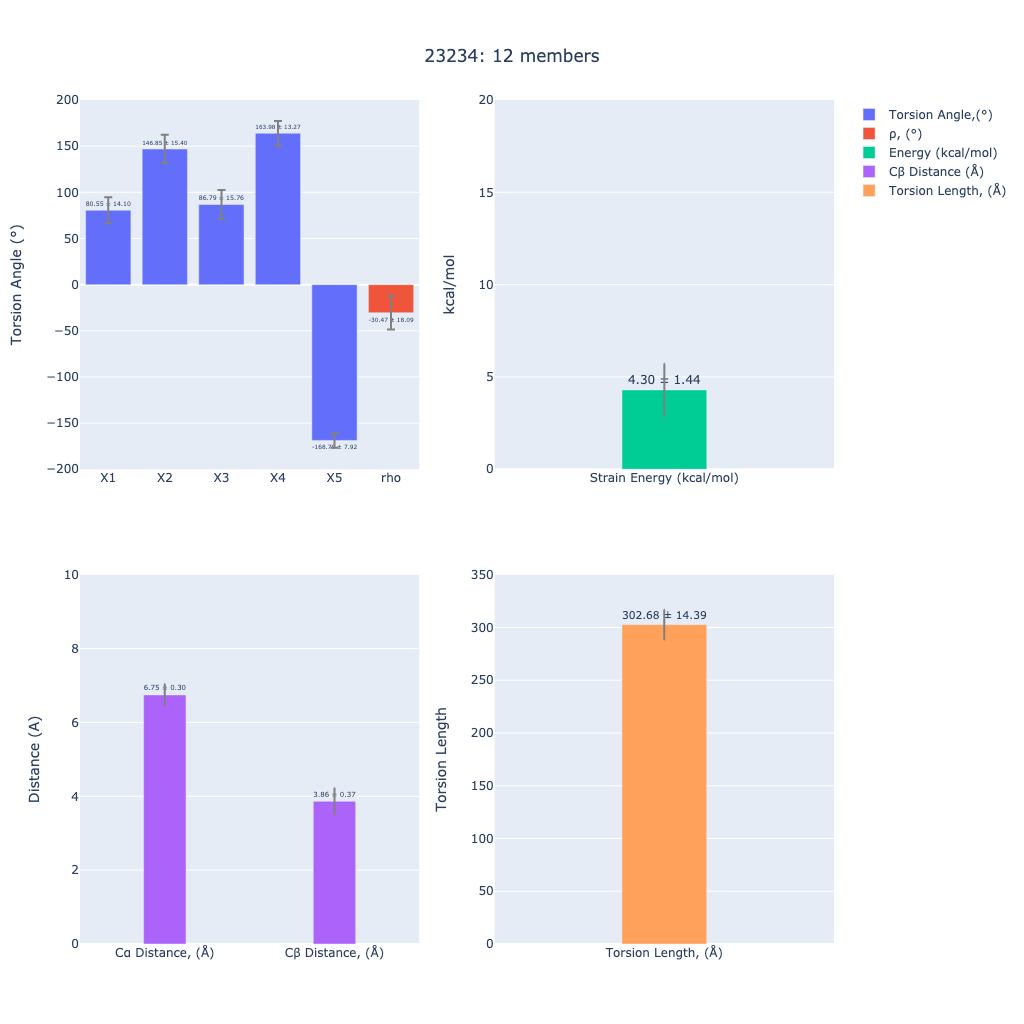 23234: 12 members
Torsion Angle (°)
200
150
100
50
0
−50
−100
−150
−200
80.55 ± 14.10
146.85 ± 15.40
86.79 ± 15.76
163.98 ± 13.27
± 7.92
-30.47 ± 18.09
X1
X2
X3
X4
X5
rho
kcal/mol
20
15
10
5
0
4.30 ± 1.44
Strain Energy (kcal/mol)
Torsion Angle,(°)
ρ, (°)
Energy (kcal/mol)
Cβ Distance (Å)
Torsion Length, (Å)
Distance (A)
10
8
6
4
2
0
6.75 ± 0.30
3.86 ± 0.37
Cα Distance, (Å)
Cβ Distance, (Å)
Torsion Length
350
300
250
200
150
100
50
0
302.68 ± 14.39
Torsion Length, (Å)